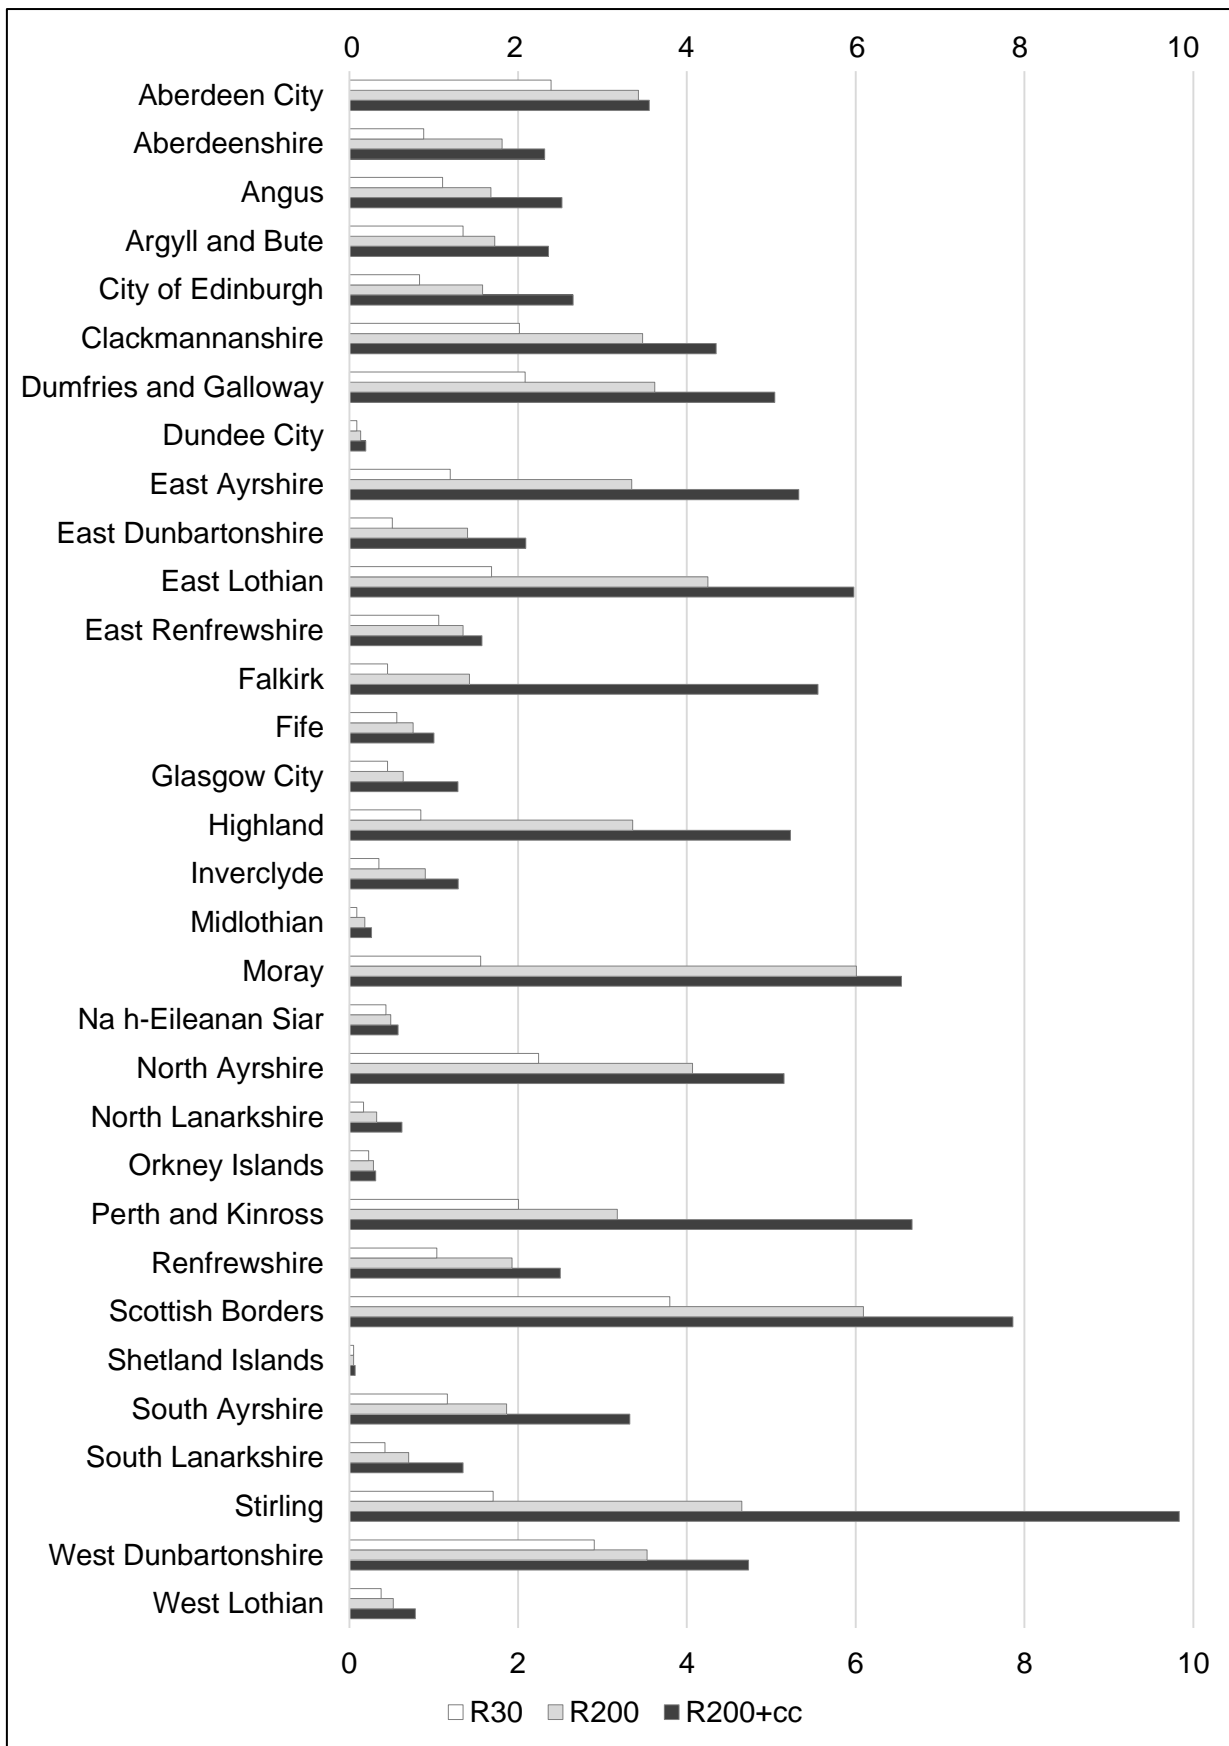 0 2 4 6 8 10
Aberdeen City
Aberdeenshire
Angus
Argyll and Bute
City of Edinburgh
Clackmannanshire
Dumfries and Galloway
Dundee City
East Ayrshire
East Dunbartonshire
East Lothian
East Renfrewshire
Falkirk
Fife
Glasgow City
Highland
Inverclyde
Midlothian
Moray
Na h-Eileanan Siar
North Ayrshire
North Lanarkshire
Orkney Islands
Perth and Kinross
Renfrewshire
Scottish Borders
Shetland Islands
South Ayrshire
South Lanarkshire
Stirling
West Dunbartonshire
West Lothian
0 2 4 6 8 10
R30 R200 R200+cc